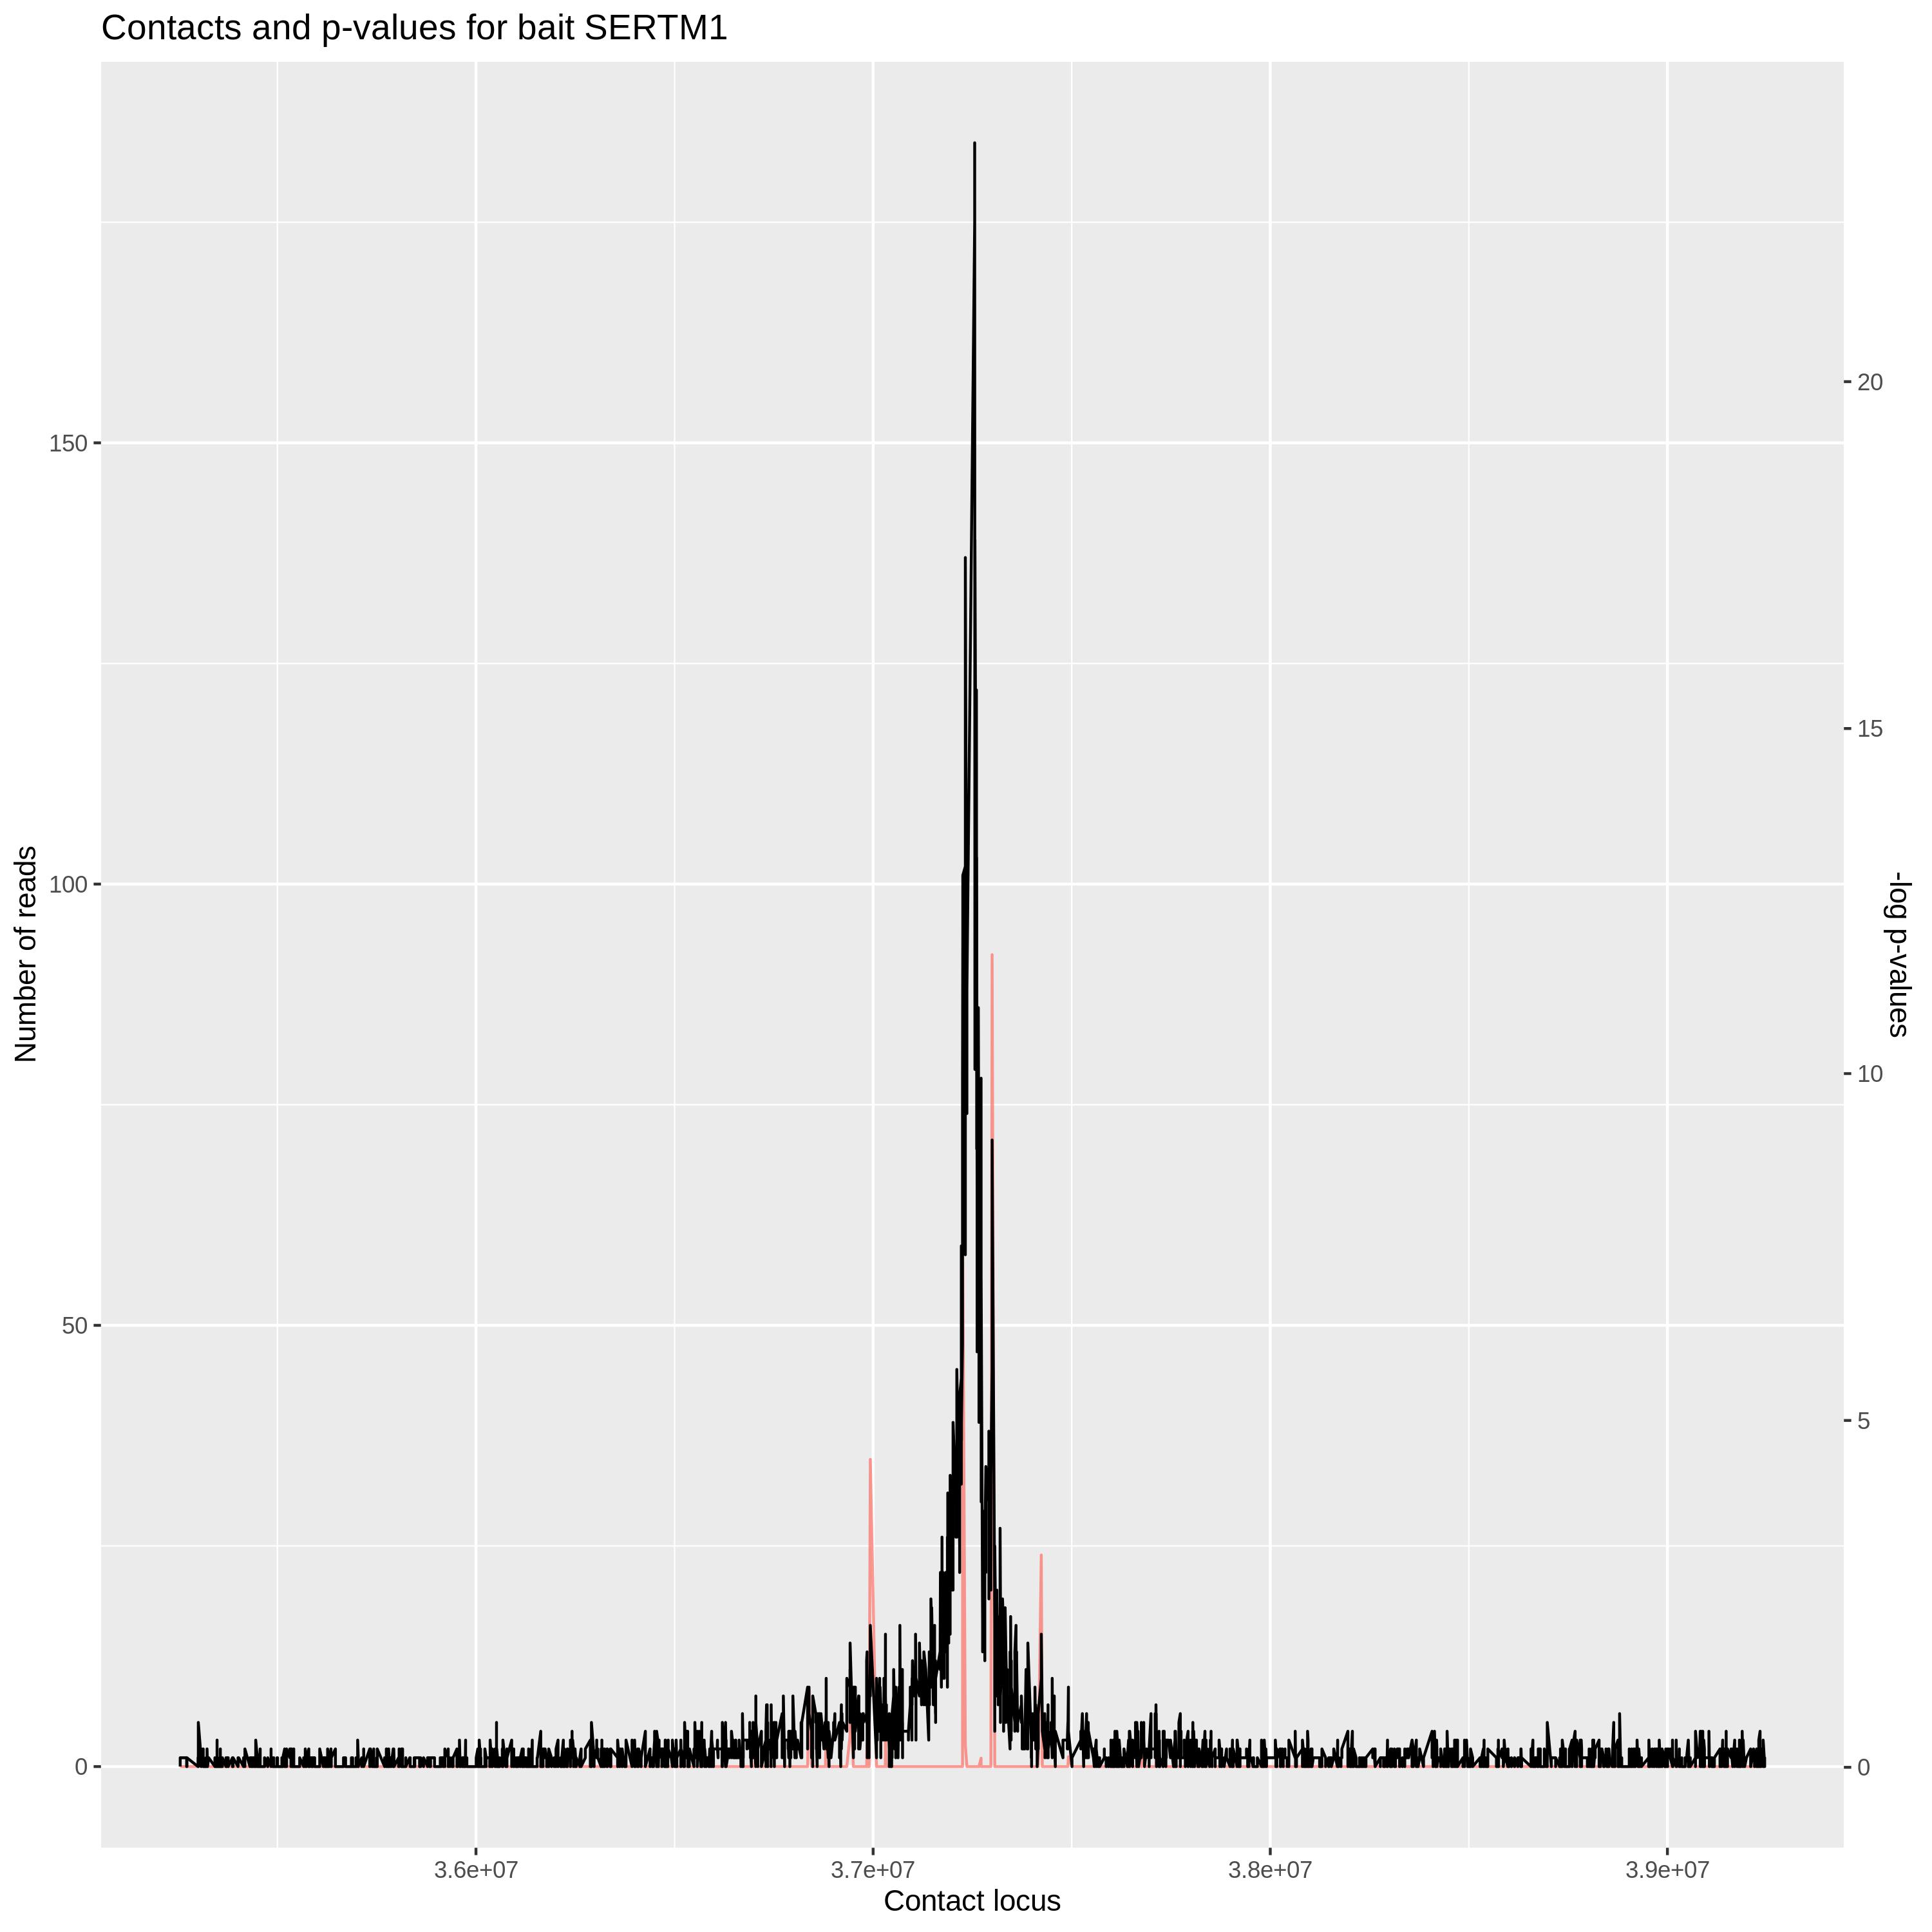 Contacts and p-values for bait SERTM1
Number of reads
150
100
50
0
20
15
10
5
0
-log p-values
3.6e+07
3.7e+07
3.8e+07
3.9e+07
Contact locus